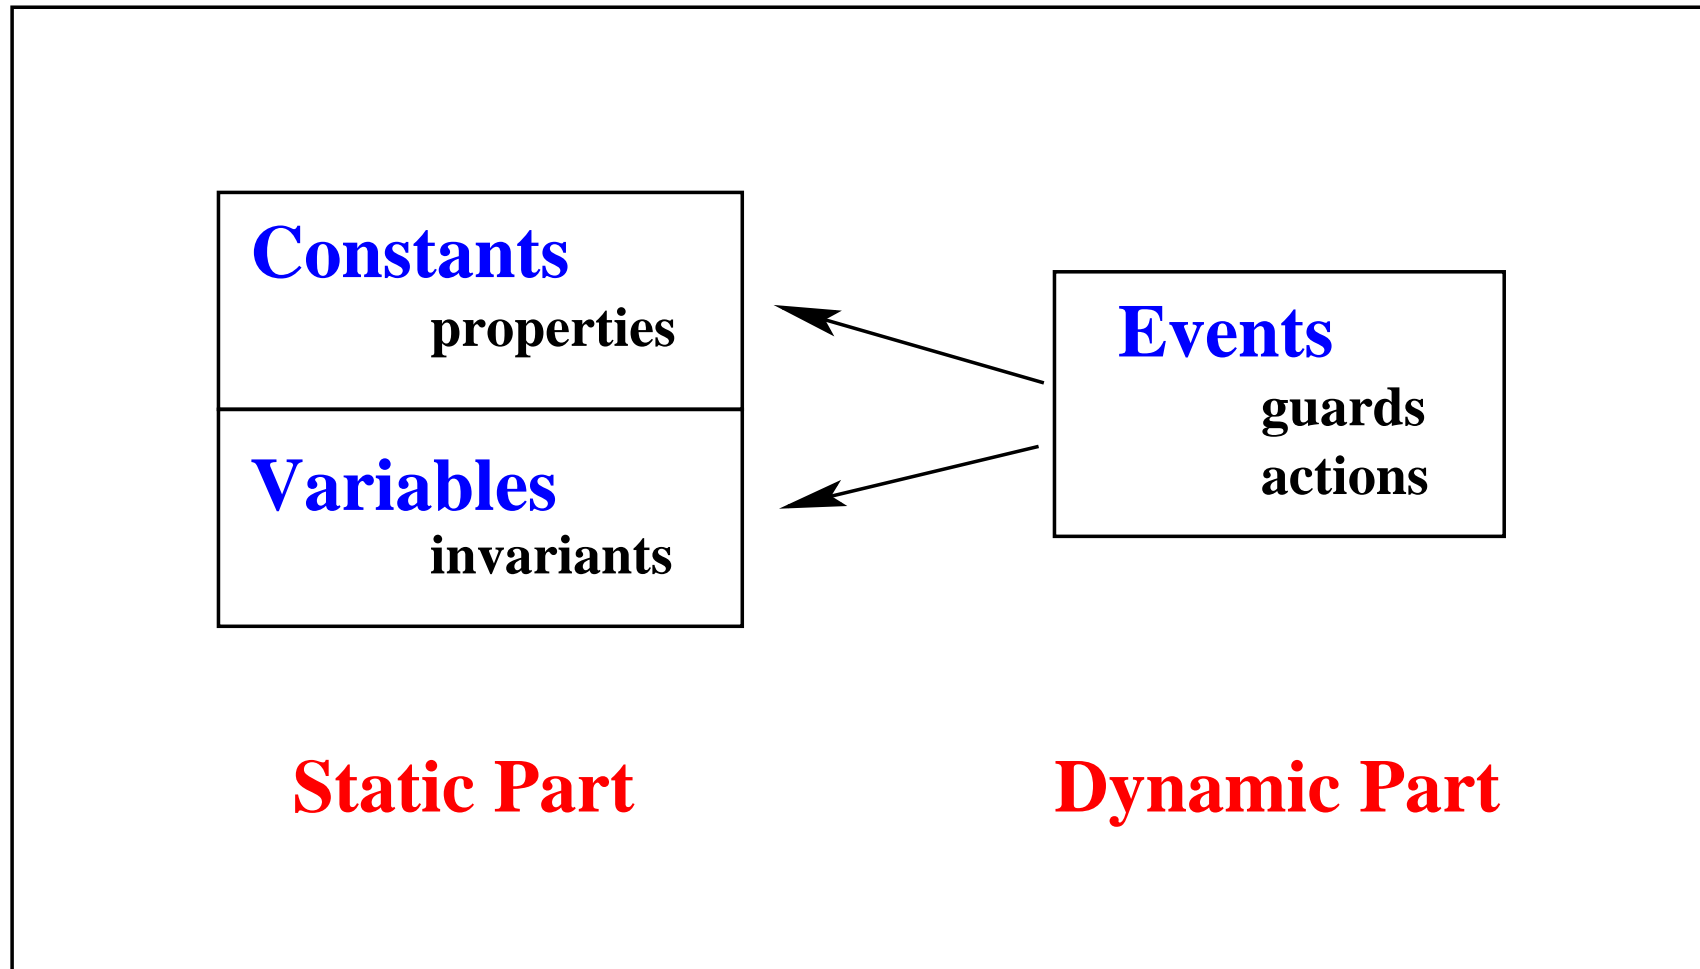 Constants
properties
Variables
invariants
Events
guards
actions
Static Part
Dynamic Part